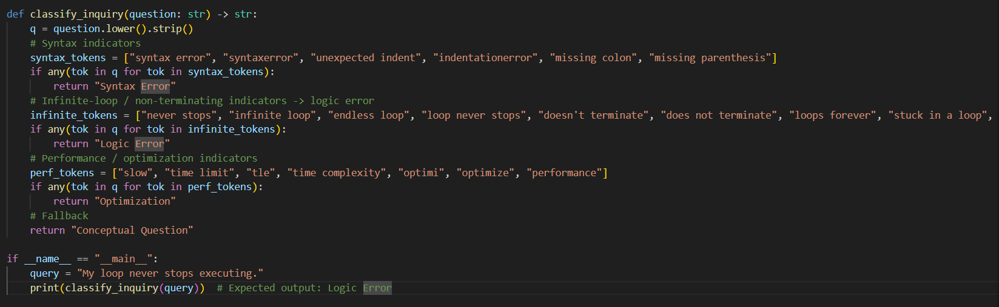 def classify_inquiry(question: str) -> str:
    q = question.lower().strip()
    # Syntax indicators
    syntax_tokens = ["syntax error", "syntaxerror", "unexpected indent", "indentationerror", "missing colon", "missing parenthesis"]
    if any(tok in q for tok in syntax_tokens):
        return "Syntax Error"
    # Infinite-loop / non-terminating indicators -> logic error
    infinite_tokens = ["never stops", "infinite loop", "endless loop", "loop never stops", "doesn't terminate", "does not terminate", "loops forever", "stuck in a loop",
    if any(tok in q for tok in infinite_tokens):
        return "Logic Error"
    # Performance / optimization indicators
    perf_tokens = ["slow", "time limit", "tle", "time complexity", "optimi", "optimize", "performance"]
    if any(tok in q for tok in perf_tokens):
        return "Optimization"
    # Fallback
    return "Conceptual Question"

if __name__ == "__main__":
    query = "My loop never stops executing."
    print(classify_inquiry(query))  # Expected output: Logic Error